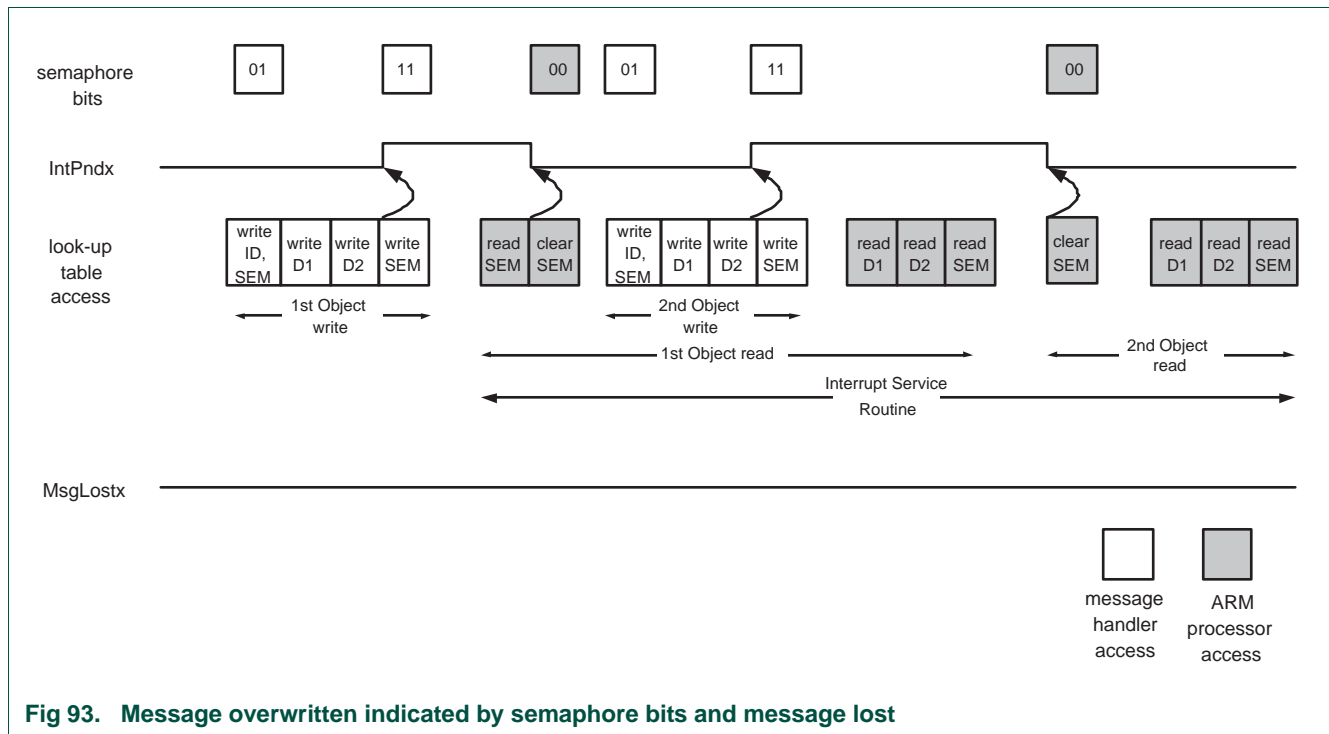 semaphore
bits
01
11
00
01
11
00
IntPndx
look-up
table
access
write
ID,
SEM
write
D1
write
D2
write
SEM
read
SEM
clear
SEM
write
ID,
SEM
write
D1
write
D2
write
SEM
read
D1
read
D2
read
SEM
clear
SEM
read
D1
read
D2
read
SEM
1st Object
write
2nd Object
write
1st Object read
2nd Object
read
Interrupt Service
Routine
MsgLostx
message
handler
access
ARM
processor
access
Fig 93. Message overwritten indicated by semaphore bits and message lost